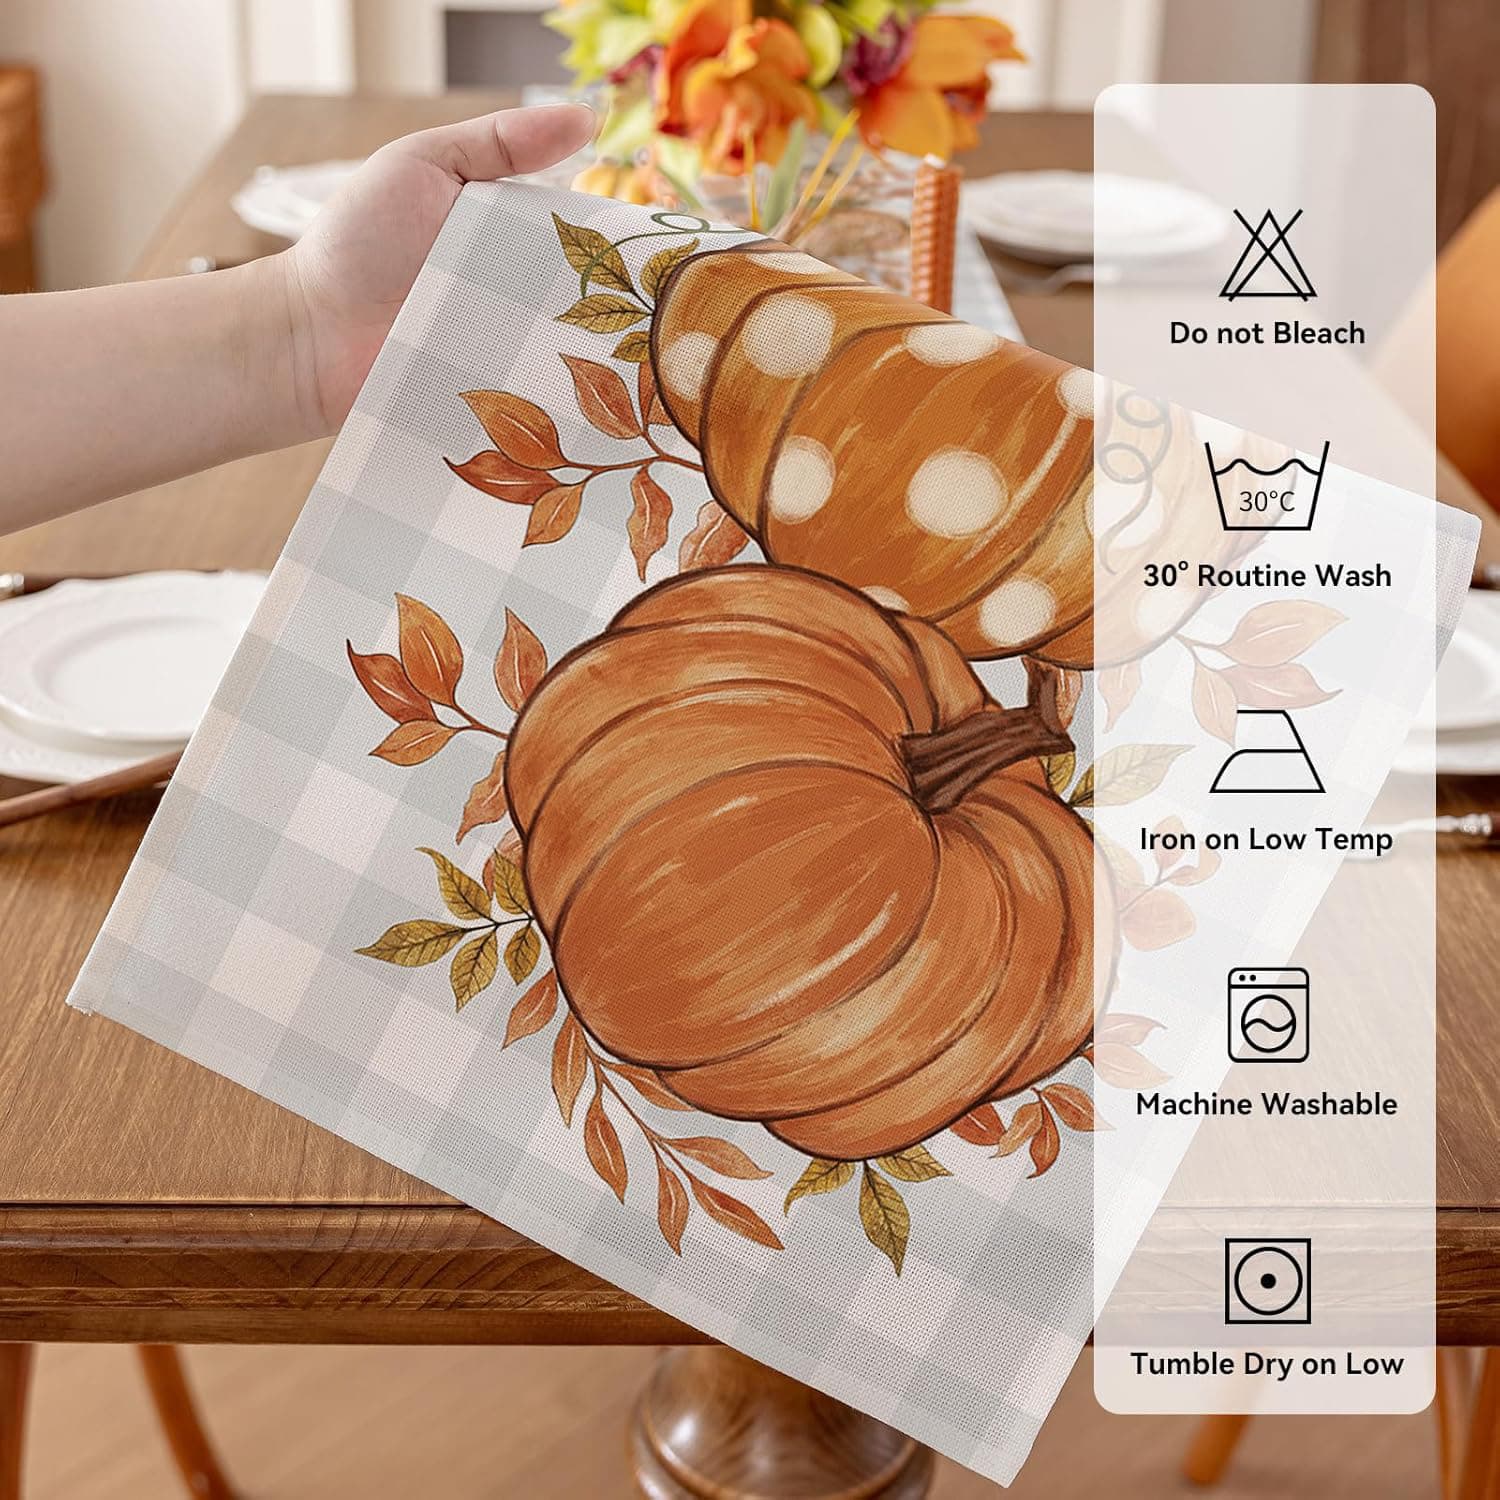 Do not Bleach
30°C
30° Routine Wash
Iron on Low Temp
Machine Washable
Tumble Dry on Low